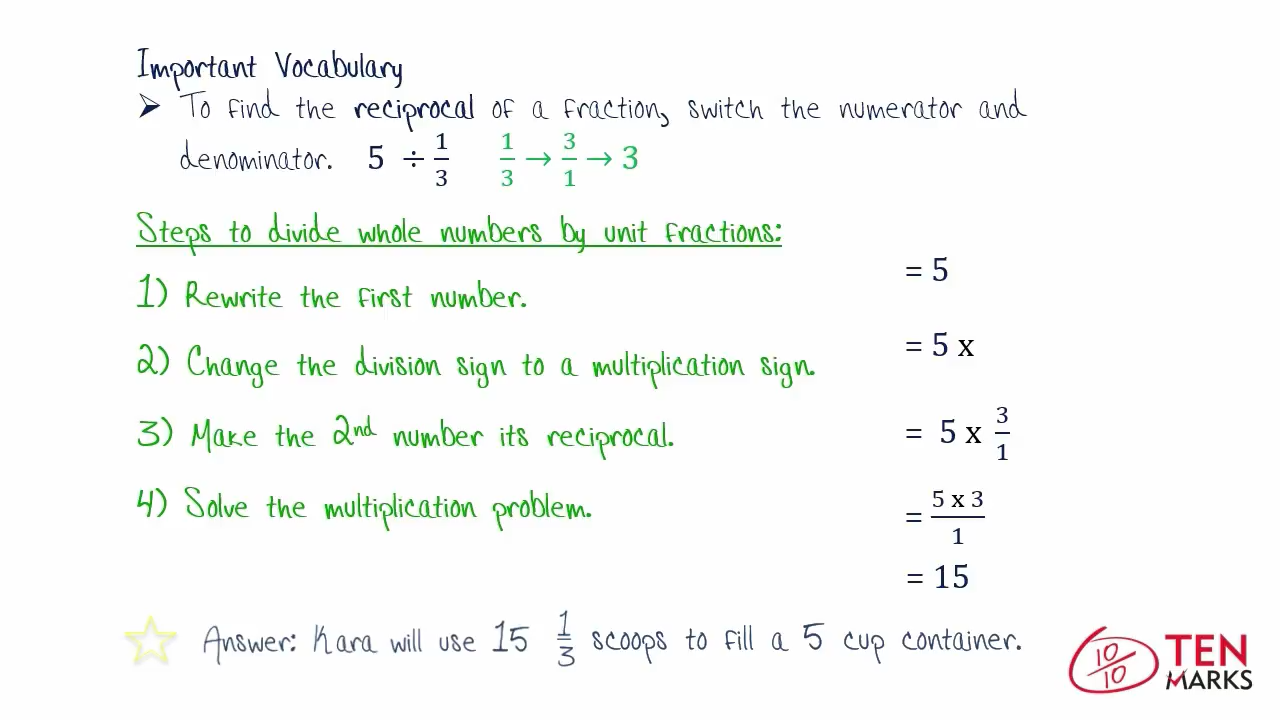 Important Vocabulary
➤ To find the reciprocal of a fraction, switch the numerator and
denominator. 5 ÷ 1/3 1/3 → 3/1 → 3
Steps to divide whole numbers by unit fractions:
= 5
1) Rewrite the first number.
= 5 x
2) Change the division sign to a multiplication sign.
3) Make the 2nd number its reciprocal. = 5 x 3/1
4) Solve the multiplication problem. = 5 x 3/1
= 15
Answer: Kara will use 15 1/3 scoops to fill a 5 cup container.
10/10 TEN
MARKS